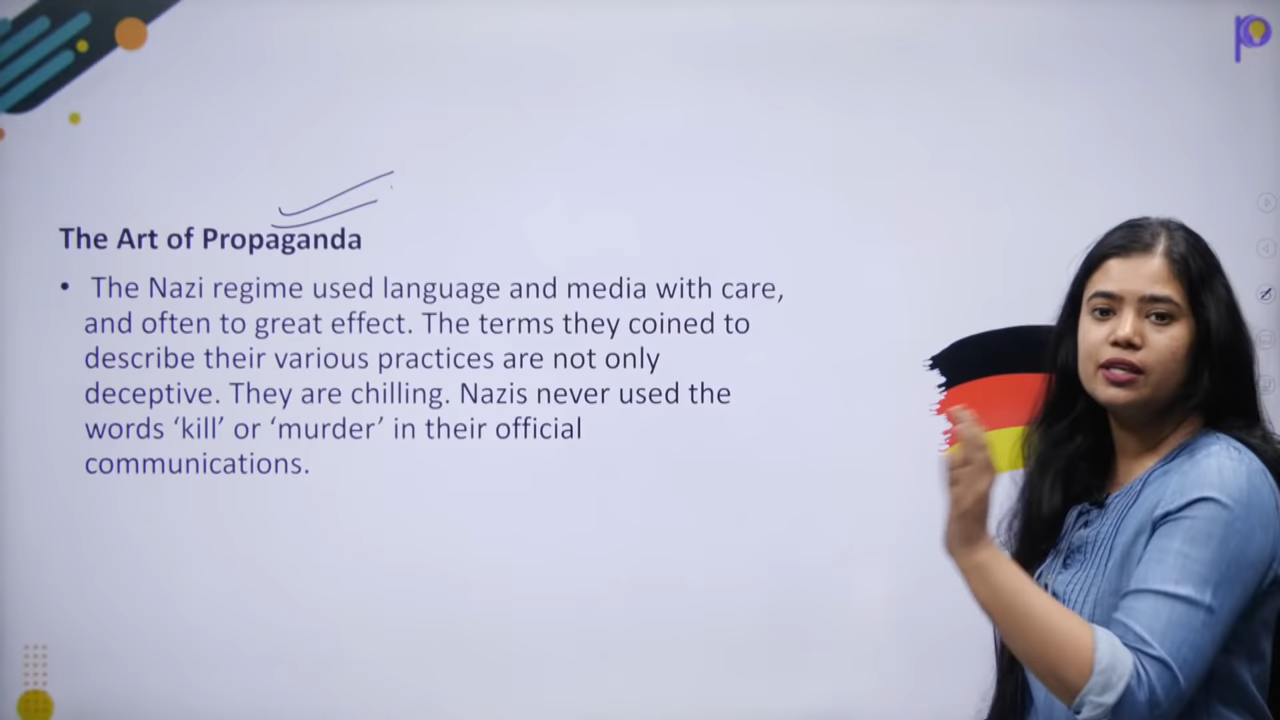 The Art of Propaganda
• The Nazi regime used language and media with care,
and often to great effect. The terms they coined to
describe their various practices are not only
deceptive. They are chilling. Nazis never used the
words ‘kill’ or ‘murder’ in their official
communications.